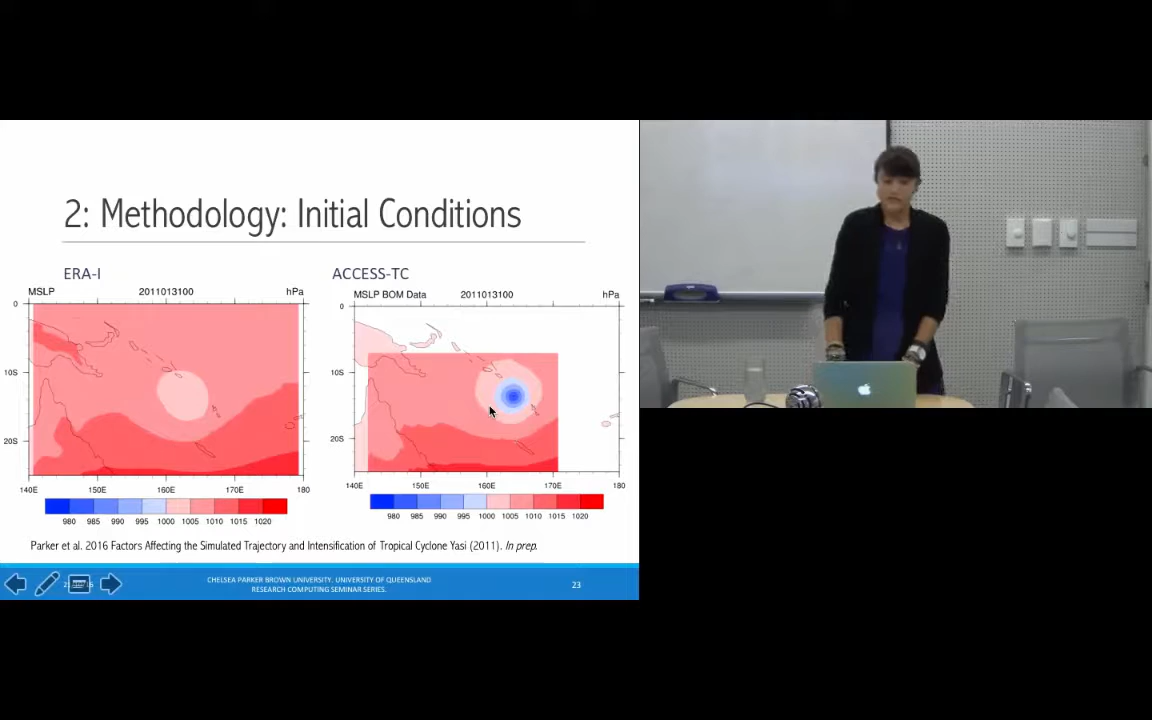 2: Methodology: Initial Conditions
ERA-I
ACCESS-TC
MSLP 2011013100 hPa
0
10S
20S
140E 150E 160E 170E 180
980 985 990 995 1000 1005 1010 1015 1020
MSLP BOM Data 2011013100 hPa
0
10S
20S
140E 150E 160E 170E 180
980 985 990 995 1000 1005 1010 1015 1020
Parker et al. 2016 Factors Affecting the Simulated Trajectory and Intensification of Tropical Cyclone Yasi (2011). In prep.
CHELSEA PARKER BROWN UNIVERSITY. UNIVERSITY OF QUEENSLAND
RESEARCH COMPUTING SEMINAR SERIES.
23